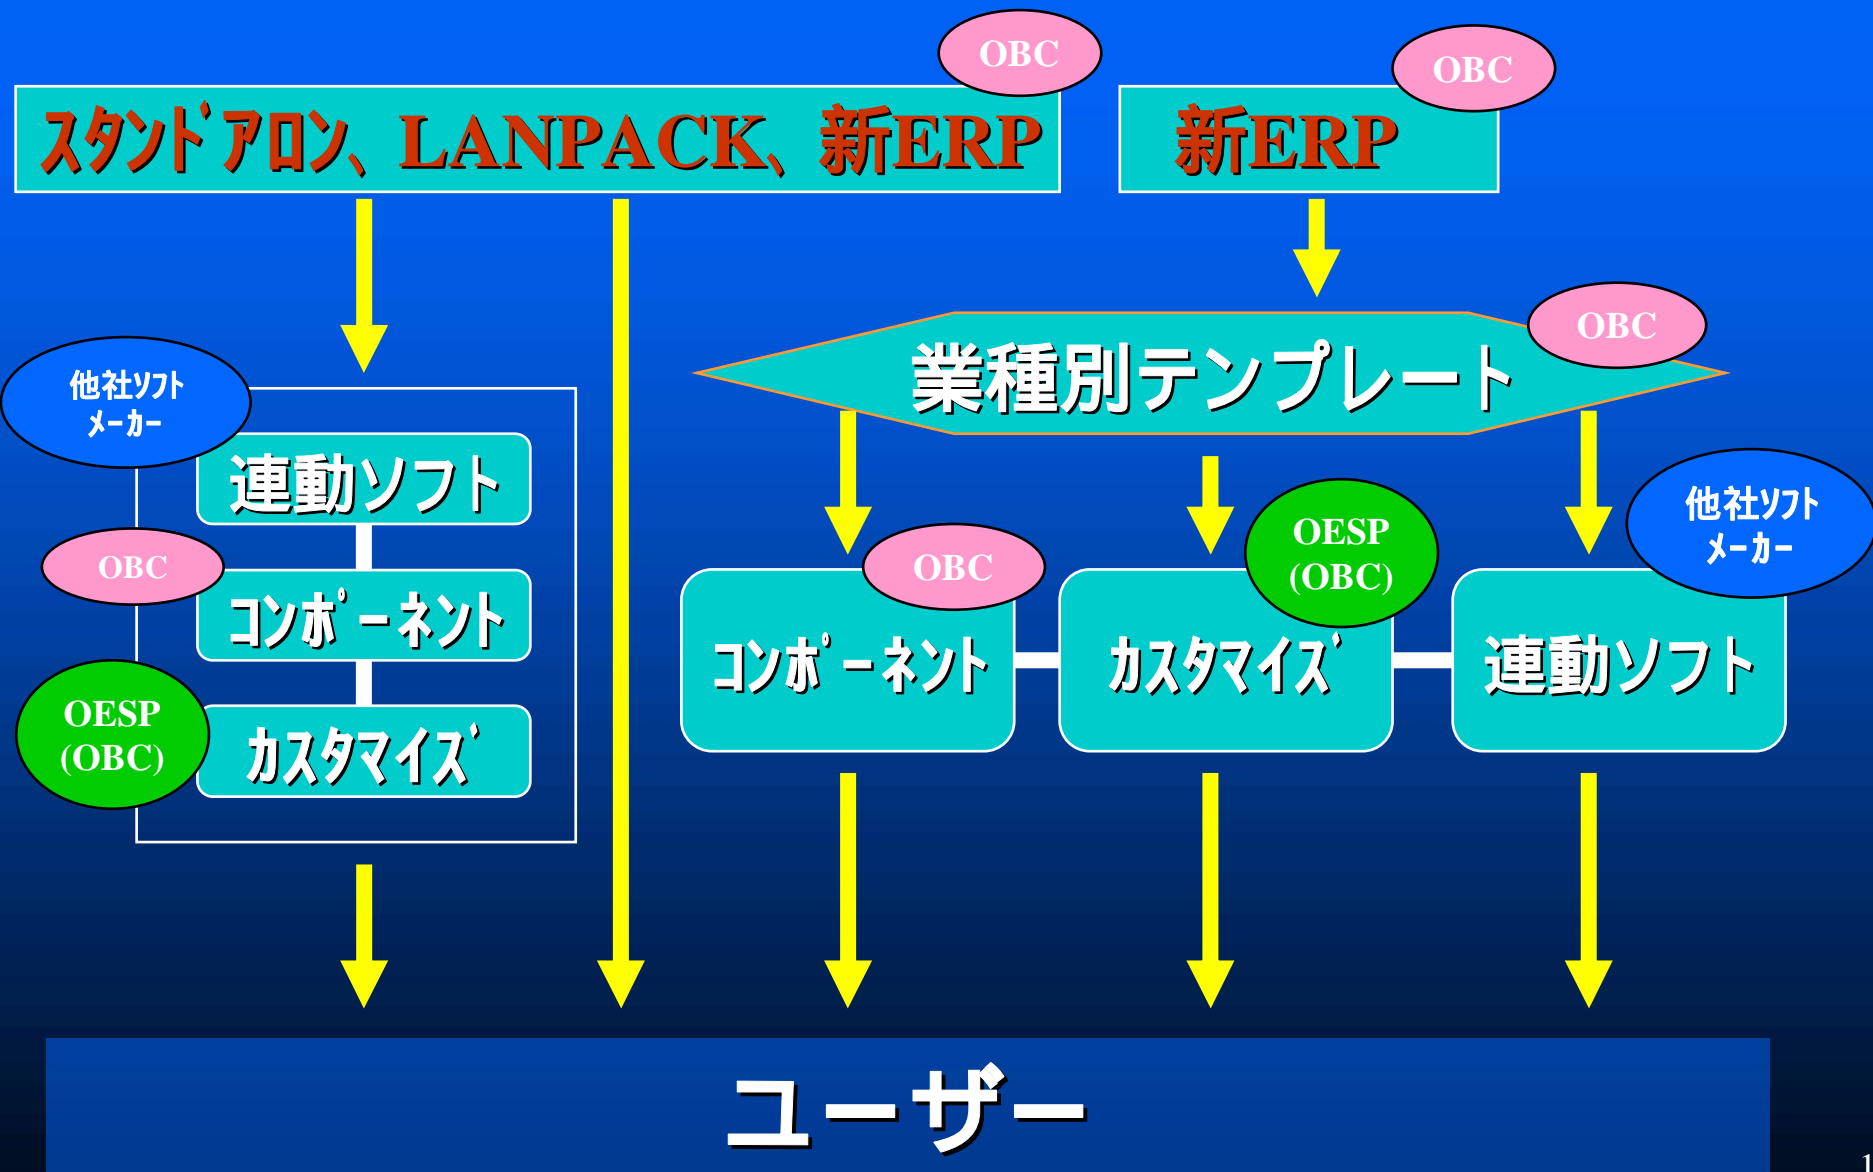 OBC
OBC
ｽﾀﾝﾄﾞｱﾛﾝ、LANPACK、新ERP
新ERP
OBC
業種別テンプレート
他社ｿﾌﾄ
ﾒｰｶｰ
連動ソフト
OBC
ｺﾝﾎﾟｰﾈﾝﾄ
OESP
(OBC)
ｶｽﾀﾏｲｽﾞ
OBC
ｺﾝﾎﾟｰﾈﾝﾄ
OESP
(OBC)
ｶｽﾀﾏｲｽﾞ
他社ｿﾌﾄ
ﾒｰｶｰ
連動ソフト
ユーザー